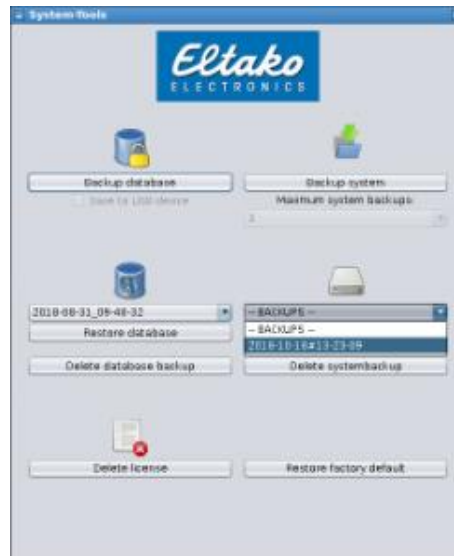 System-Tools
Eltako
ELECTRONICS
Backup database
Backup system
Save to USB device
Maximum system backups:
2018-08-31_09-48-32
-- BACKUPS --
Restore database
-- BACKUPS --
2018-10-18#13-23-09
Delete database backup
Delete systembackup
Delete license
Restore factory default